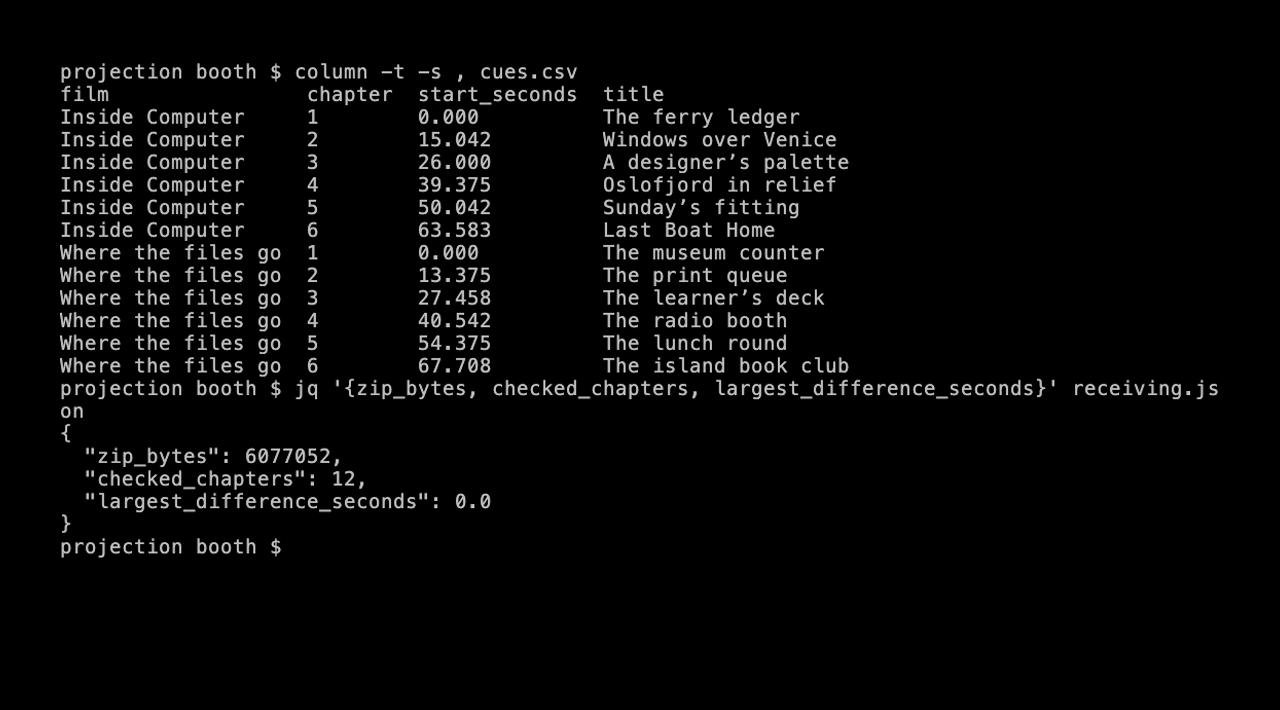 projection booth $ column -t -s , cues.csv
film                chapter  start_seconds  title
Inside Computer     1        0.000          The ferry ledger
Inside Computer     2        15.042         Windows over Venice
Inside Computer     3        26.000         A designer’s palette
Inside Computer     4        39.375         Oslofjord in relief
Inside Computer     5        50.042         Sunday’s fitting
Inside Computer     6        63.583         Last Boat Home
Where the files go  1        0.000          The museum counter
Where the files go  2        13.375         The print queue
Where the files go  3        27.458         The learner’s deck
Where the files go  4        40.542         The radio booth
Where the files go  5        54.375         The lunch round
Where the files go  6        67.708         The island book club
projection booth $ jq '{zip_bytes, checked_chapters, largest_difference_seconds}' receiving.js
on
{
  "zip_bytes": 6077052,
  "checked_chapters": 12,
  "largest_difference_seconds": 0.0
}
projection booth $